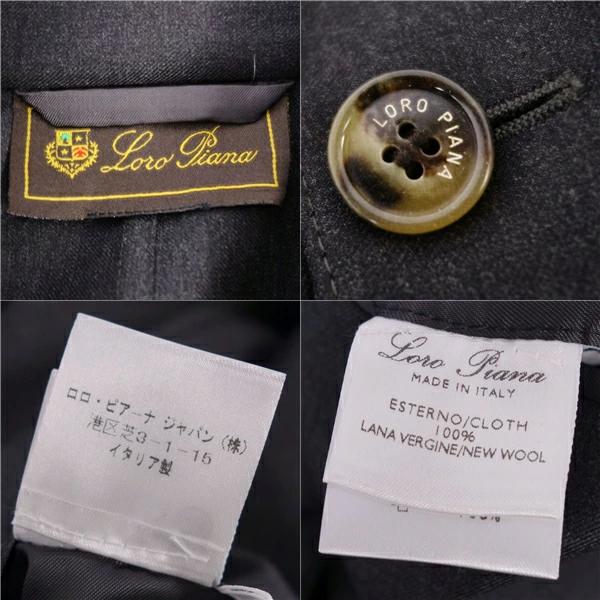 Loro Piana
LORO PIANA
ロロ・ピアーナ ジャパン (株)
港区芝3-1-15
イタリア製
Loro Piana
MADE IN ITALY
ESTERNO/CLOTH
100%
LANA VERGINE/NEW WOOL